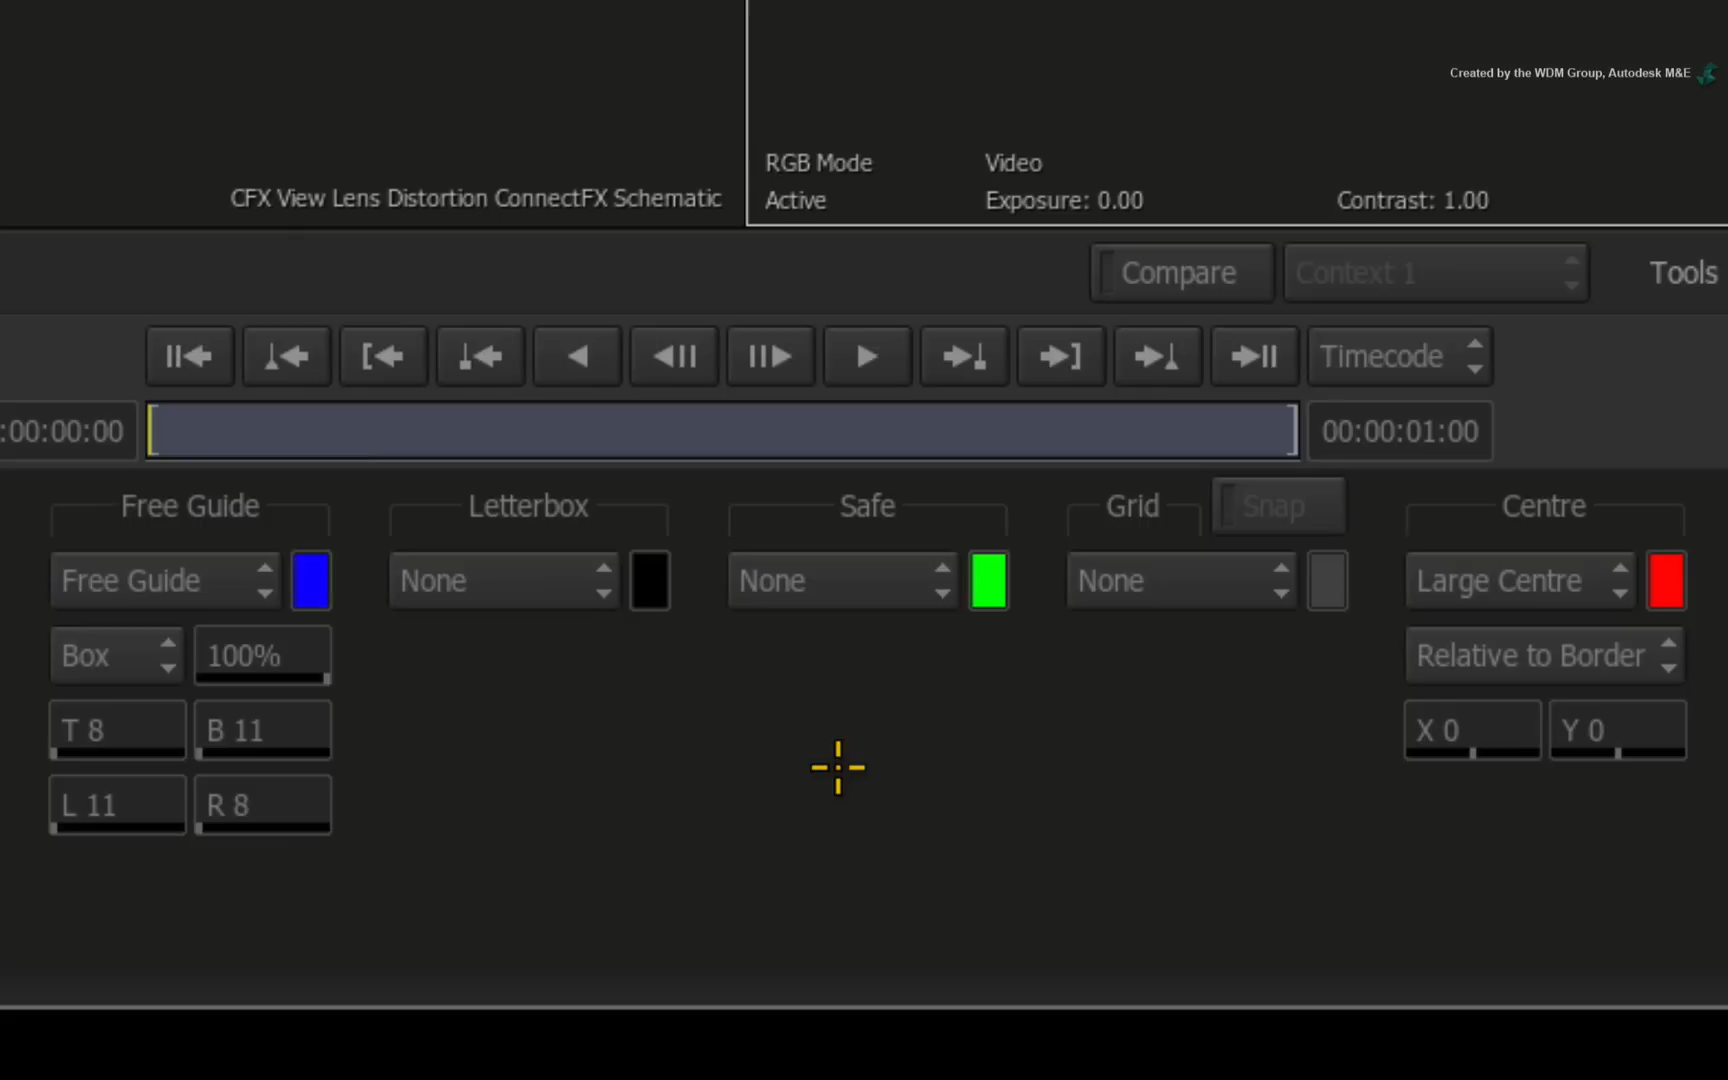 Created by the WDM Group, Autodesk M&E
RGB Mode Video
CFX View Lens Distortion ConnectFX Schematic
Active Exposure: 0.00 Contrast: 1.00
Compare Context 1 Tools
Timecode
:00:00:00 00:00:01:00
Free Guide Letterbox Safe Grid Snap Centre
Free Guide None None None Large Centre
Box 100% Relative to Border
T 8 B 11 X 0 Y 0
L 11 R 8